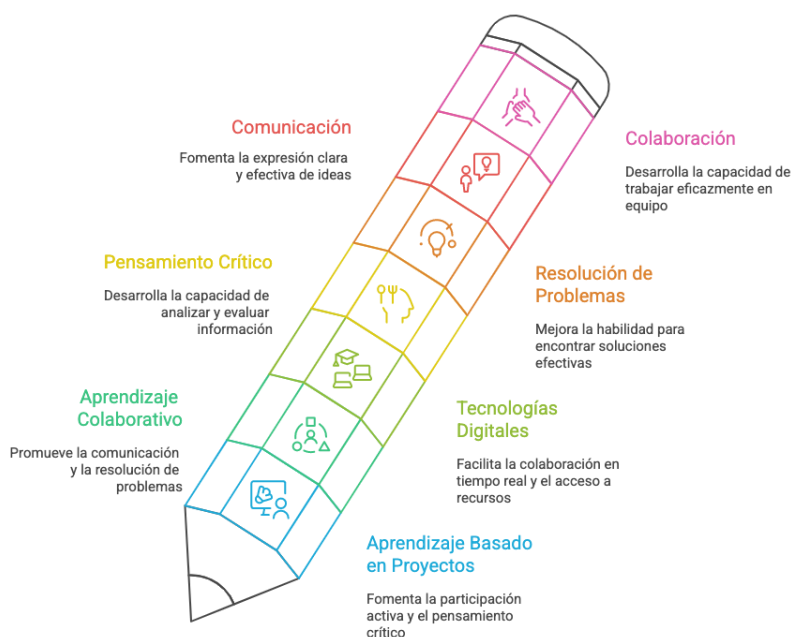 Comunicación
Fomenta la expresión clara
y efectiva de ideas
Colaboración
Desarrolla la capacidad de
trabajar eficazmente en
equipo
Pensamiento Crítico
Desarrolla la capacidad de
analizar y evaluar
información
Resolución de
Problemas
Mejora la habilidad para
encontrar soluciones
efectivas
Aprendizaje
Colaborativo
Promueve la comunicación
y la resolución de
problemas
Tecnologías
Digitales
Facilita la colaboración en
tiempo real y el acceso a
recursos
Aprendizaje Basado
en Proyectos
Fomenta la participación
activa y el pensamiento
crítico